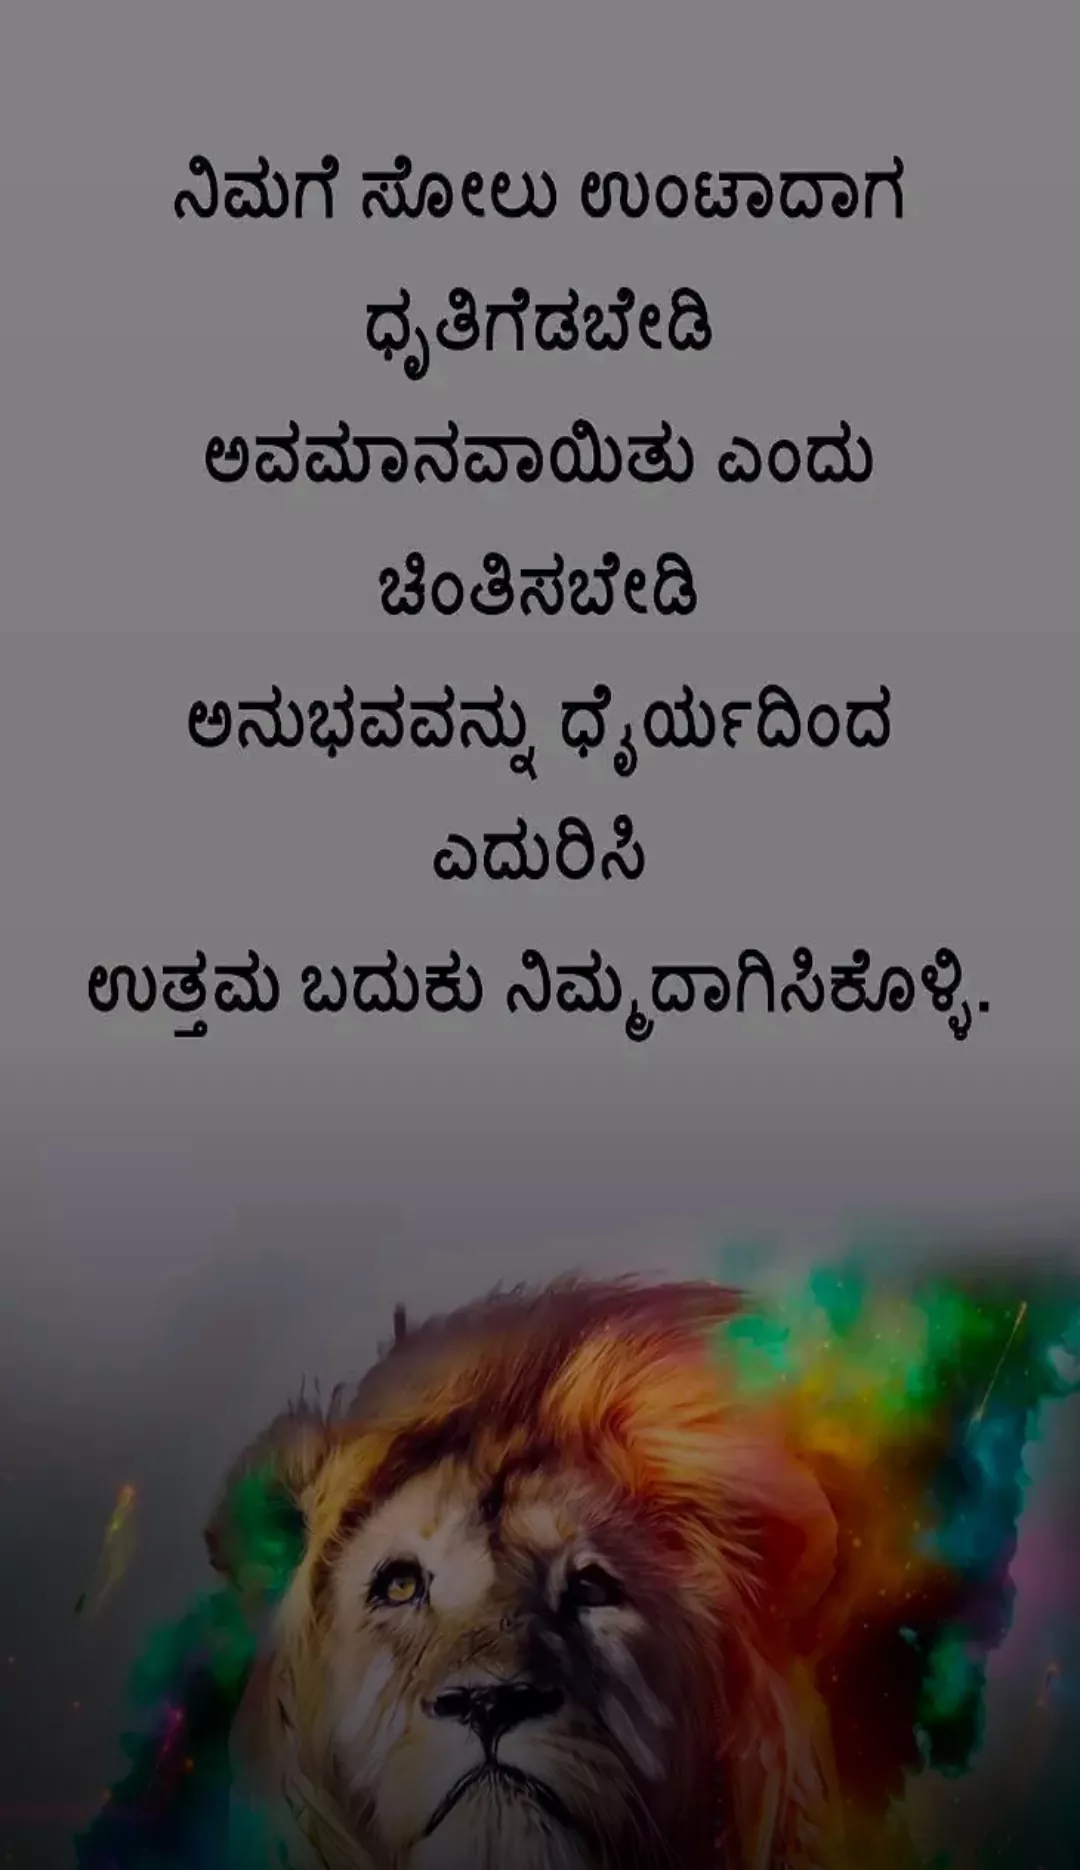 ನಿಮಗೆ ಸೋಲು ಉಂಟಾದಾಗ
ಧೃತಿಗೆಡಬೇಡಿ
ಅವಮಾನವಾಯಿತು ಎಂದು
ಚಿಂತಿಸಬೇಡಿ
ಅನುಭವವನ್ನು ಧೈರ್ಯದಿಂದ
ಎದುರಿಸಿ
ಉತ್ತಮ ಬದುಕು ನಿಮ್ಮದಾಗಿಸಿಕೊಳ್ಳಿ.